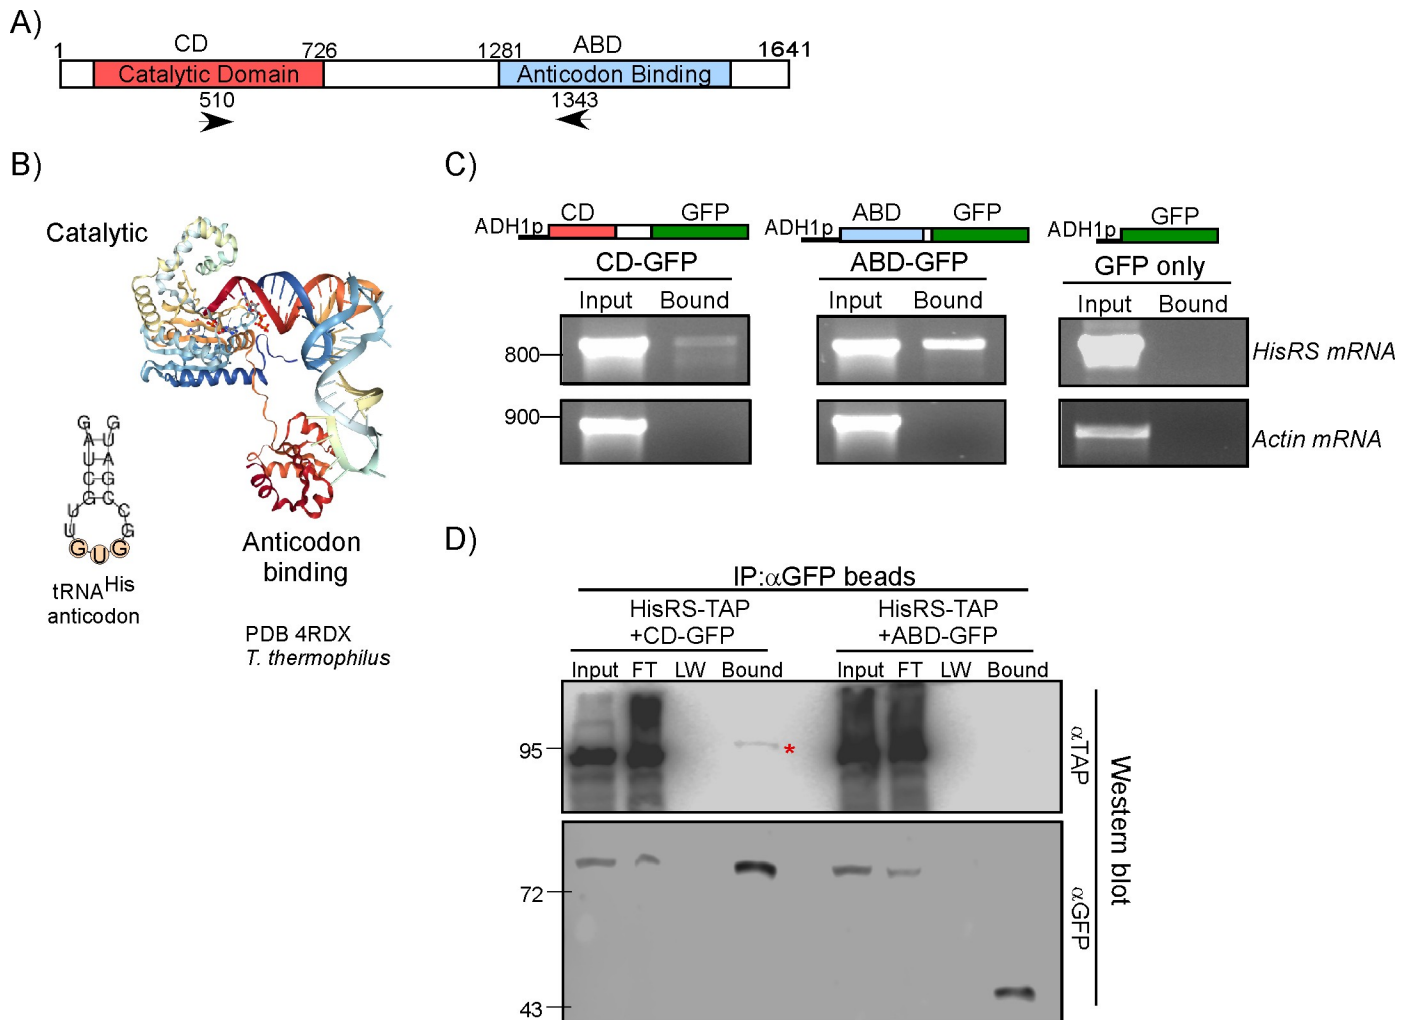 A)
1 CD 726 1281 ABD 1641
Catalytic Domain Anticodon Binding
510 1343
B)
Catalytic
G U
A A
U G
C C
G G
U C
U G
G U G
tRNAHis
anticodon
Anticodon
binding
PDB 4RDX
T. thermophilus
C)
ADH1p CD GFP
CD-GFP
Input Bound
ADH1p ABD GFP
ABD-GFP
Input Bound
ADH1p GFP
GFP only
Input Bound
800
HisRS mRNA
900
Actin mRNA
D)
IP:αGFP beads
HisRS-TAP
+CD-GFP
HisRS-TAP
+ABD-GFP
Input FT LW Bound Input FT LW Bound
95
*
αTAP
72
43
αGFP
Western blot